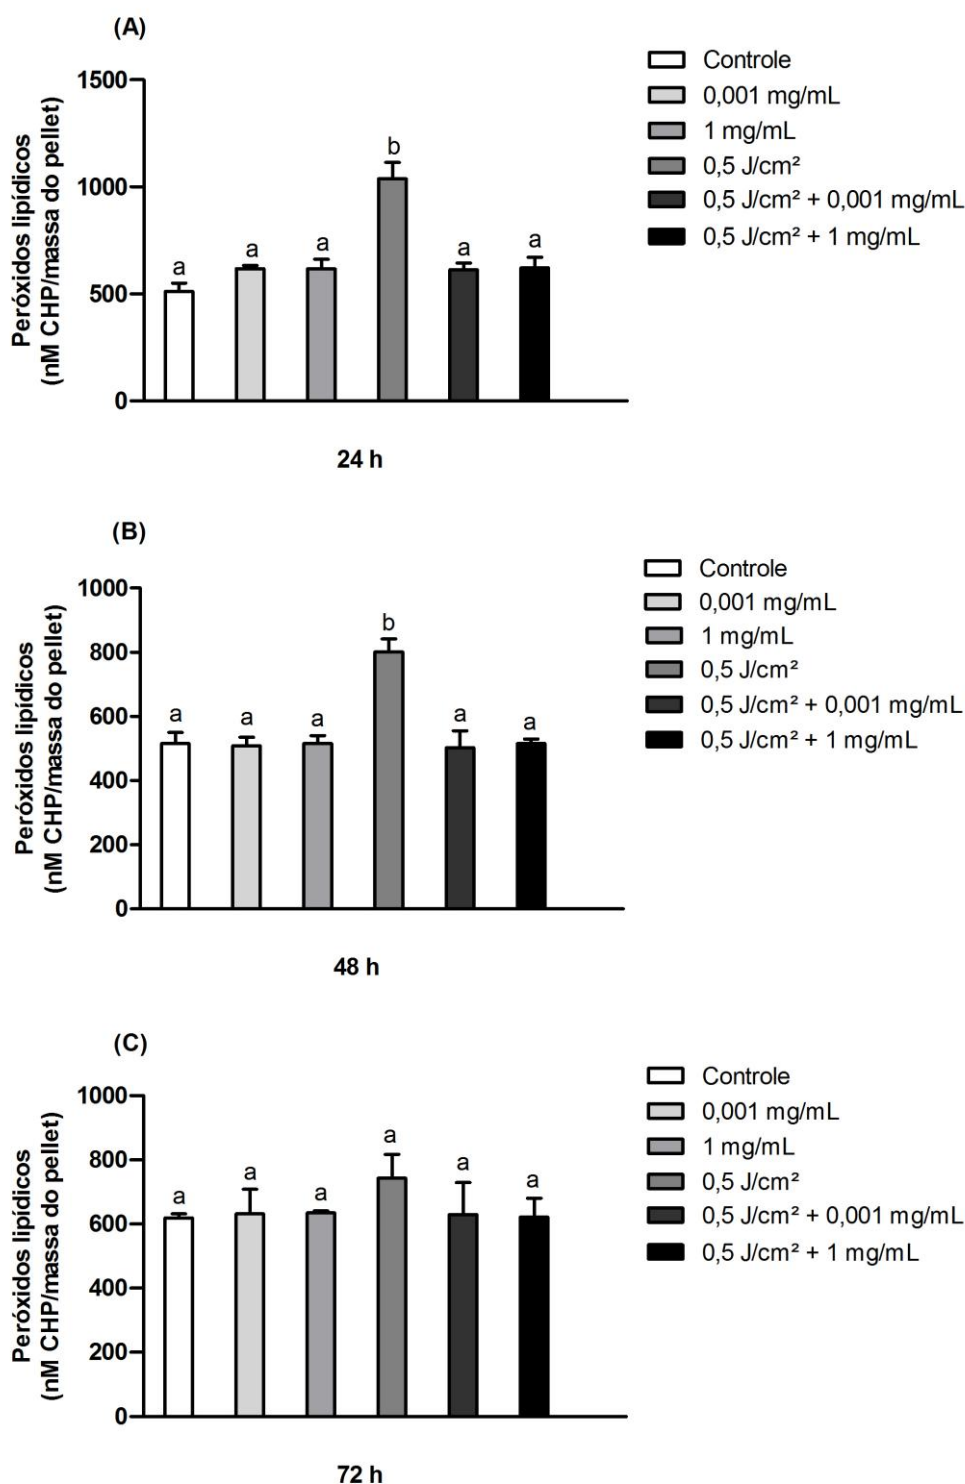 (A)
Peróxidos lipídicos
(nM CHP/massa do pellet)
1500
1000
500
0
a
a
a
b
a
a
24 h
Controle
0,001 mg/mL
1 mg/mL
0,5 J/cm²
0,5 J/cm² + 0,001 mg/mL
0,5 J/cm² + 1 mg/mL
(B)
Peróxidos lipídicos
(nM CHP/massa do pellet)
1000
800
600
400
200
0
a
a
a
b
a
a
48 h
Controle
0,001 mg/mL
1 mg/mL
0,5 J/cm²
0,5 J/cm² + 0,001 mg/mL
0,5 J/cm² + 1 mg/mL
(C)
Peróxidos lipídicos
(nM CHP/massa do pellet)
1000
800
600
400
200
0
a
a
a
a
a
a
72 h
Controle
0,001 mg/mL
1 mg/mL
0,5 J/cm²
0,5 J/cm² + 0,001 mg/mL
0,5 J/cm² + 1 mg/mL